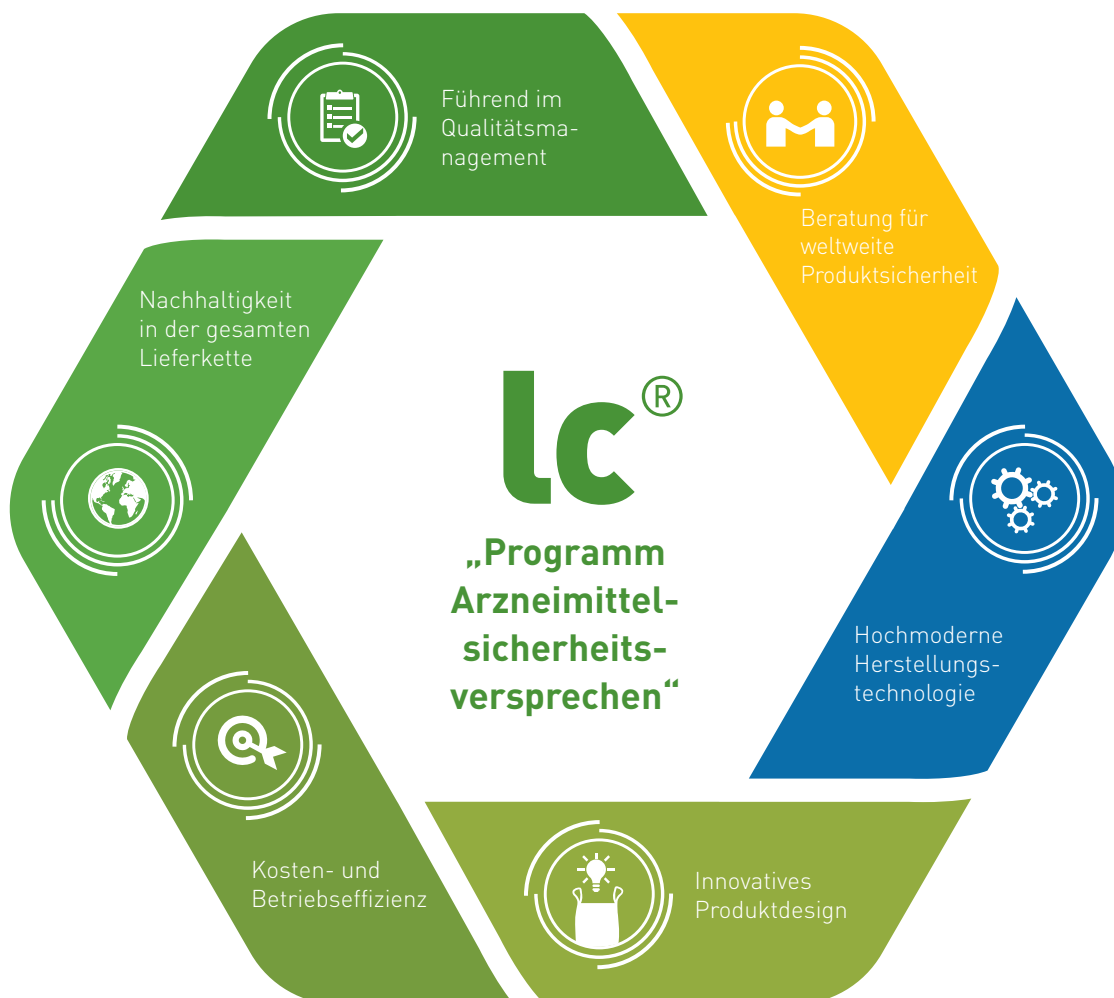 Führend im
Qualitätsma-
nagement
Beratung für
weltweite
Produktsicherheit
Nachhaltigkeit
in der gesamten
Lieferkette
lc®
„Programm
Arzneimittel-
sicherheits-
versprechen“
Hochmoderne
Herstellungs-
technologie
Kosten- und
Betriebseffizienz
Innovatives
Produktdesign